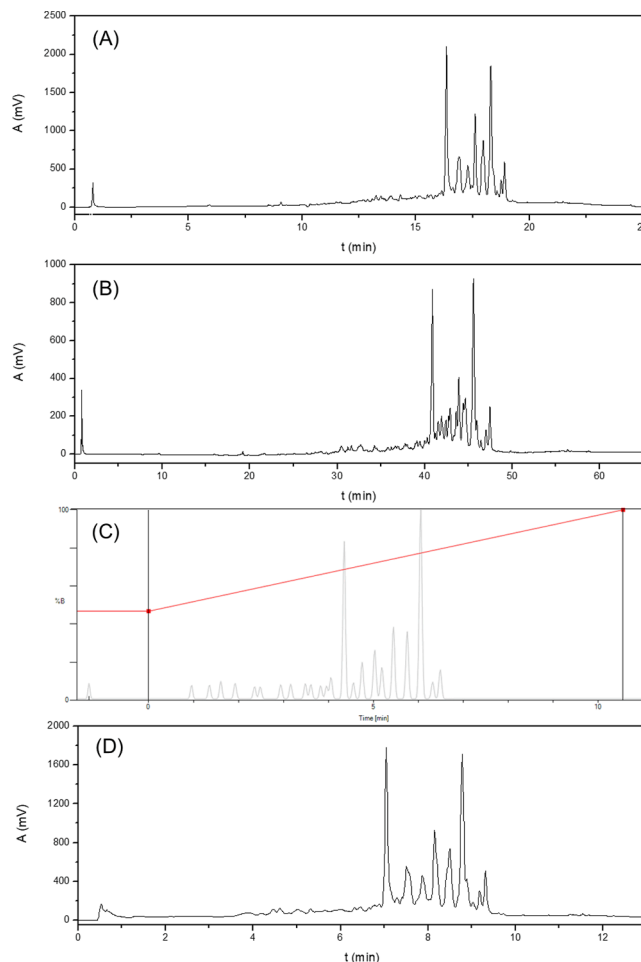 (A)
2500
2000
1500
1000
500
0
A (mV)
0 5 10 15 20 25
t (min)
(B)
1000
800
600
400
200
0
A (mV)
0 10 20 30 40 50 60
t (min)
(C)
100
%B
0
0 5 10
Time [min]
(D)
2000
1600
1200
800
400
0
A (mV)
0 2 4 6 8 10 12
t (min)